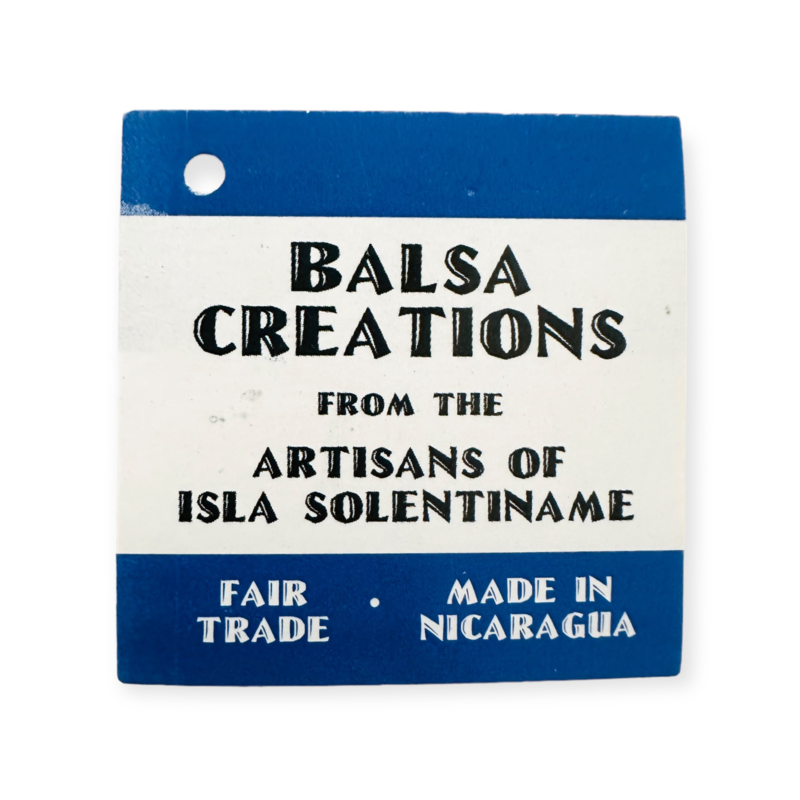 BALSA
CREATIONS
FROM THE
ARTISANS OF
ISLA SOLENTINAME
FAIR TRADE • MADE IN NICARAGUA